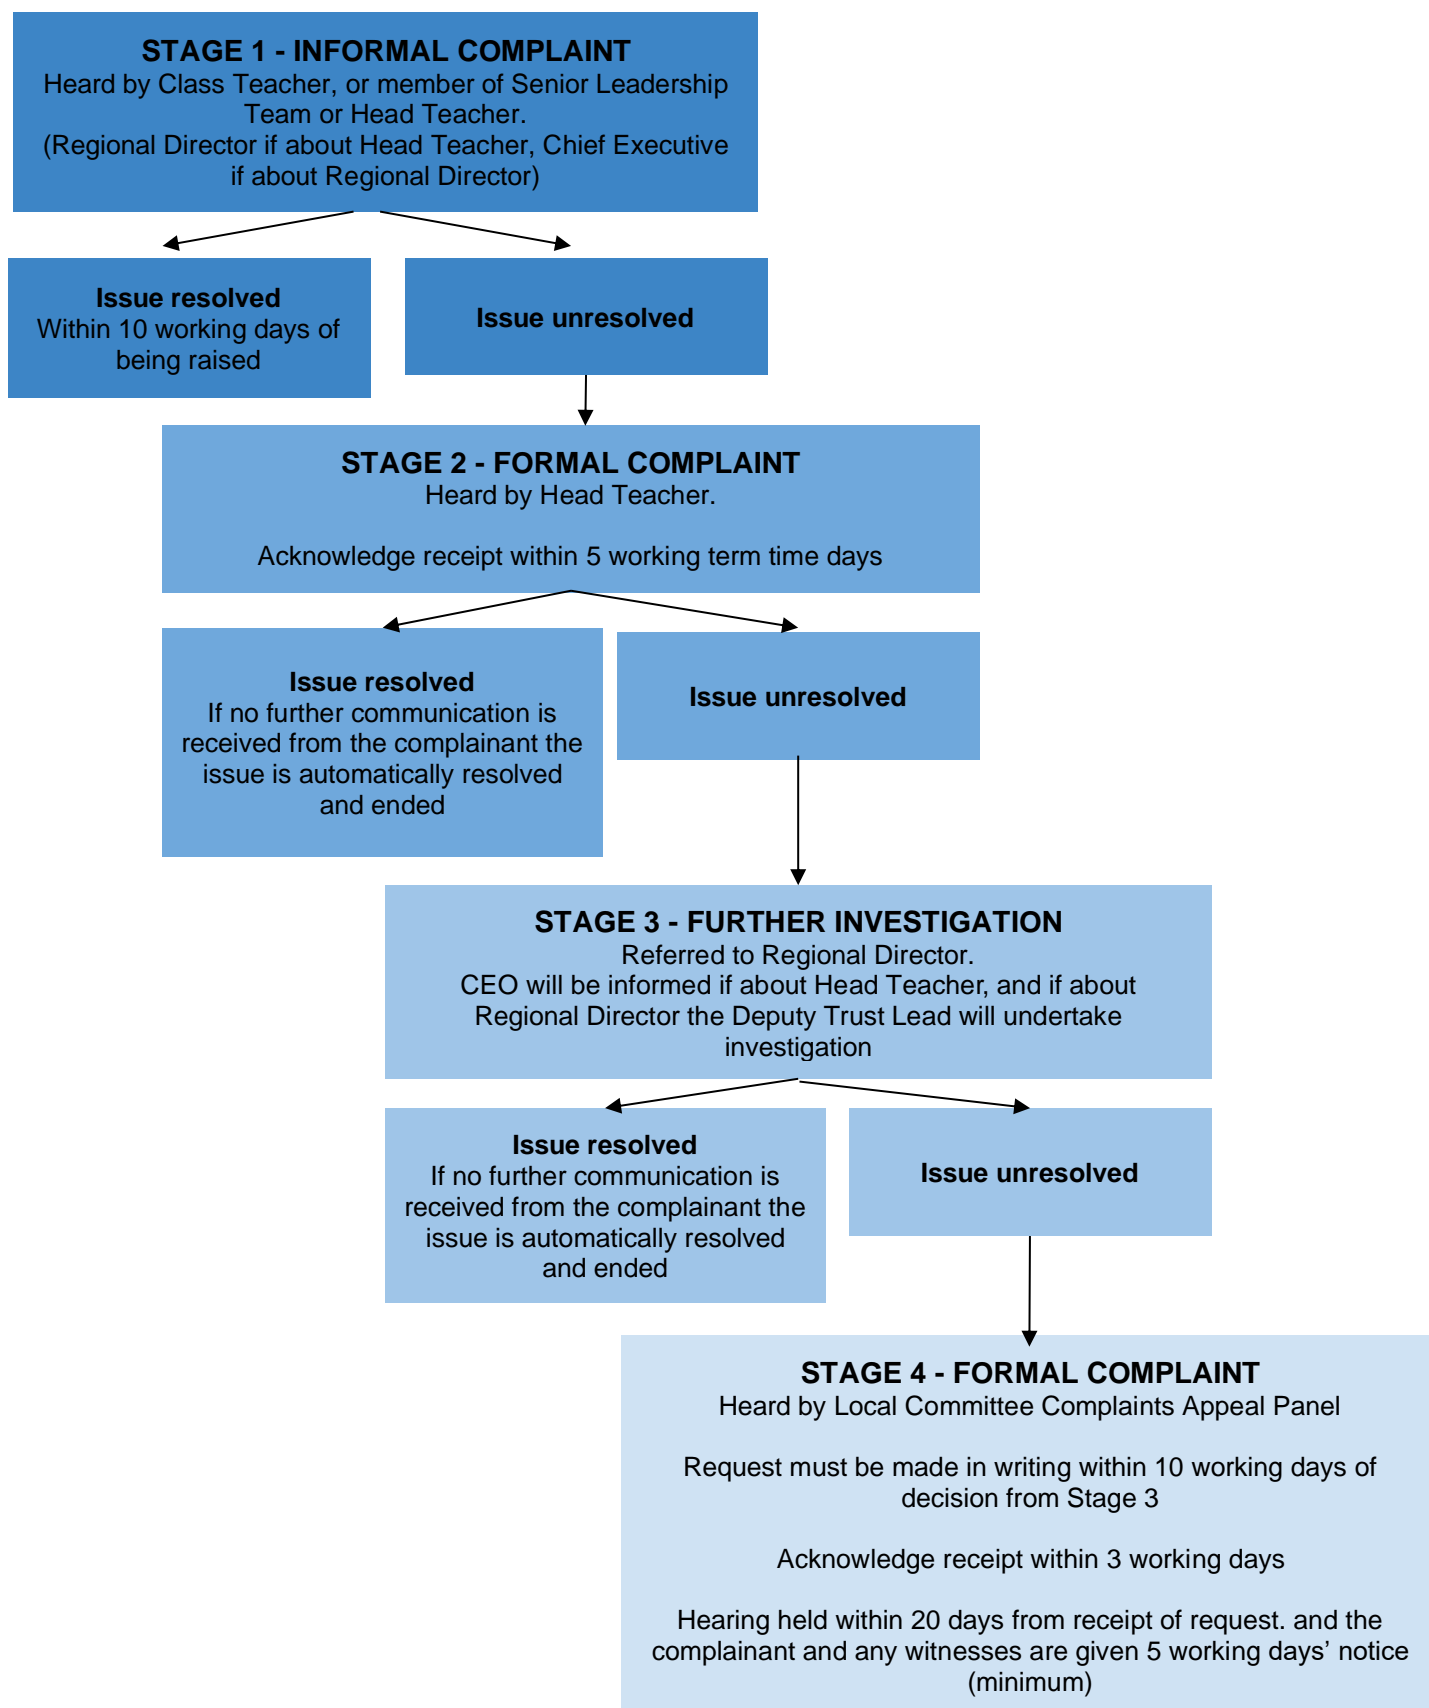 STAGE 1 - INFORMAL COMPLAINT
Heard by Class Teacher, or member of Senior Leadership
Team or Head Teacher.
(Regional Director if about Head Teacher, Chief Executive
if about Regional Director)
Issue resolved
Within 10 working days of
being raised
Issue unresolved
STAGE 2 - FORMAL COMPLAINT
Heard by Head Teacher.
Acknowledge receipt within 5 working term time days
Issue resolved
If no further communication is
received from the complainant the
issue is automatically resolved
and ended
Issue unresolved
STAGE 3 - FURTHER INVESTIGATION
Referred to Regional Director.
CEO will be informed if about Head Teacher, and if about
Regional Director the Deputy Trust Lead will undertake
investigation
Issue resolved
If no further communication is
received from the complainant the
issue is automatically resolved
and ended
Issue unresolved
STAGE 4 - FORMAL COMPLAINT
Heard by Local Committee Complaints Appeal Panel
Request must be made in writing within 10 working days of
decision from Stage 3
Acknowledge receipt within 3 working days
Hearing held within 20 days from receipt of request. and the
complainant and any witnesses are given 5 working days’ notice
(minimum)